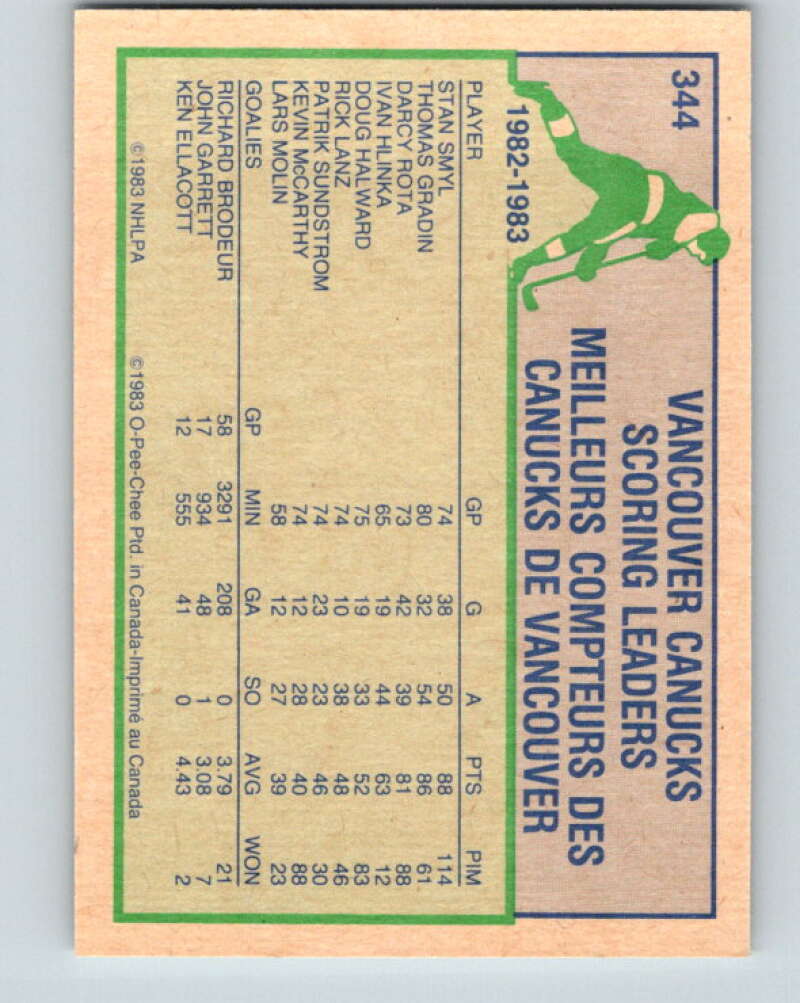 344
VANCOUVER CANUCKS
SCORING LEADERS
MEILLEURS COMPTEURS DES
CANUCKS DE VANCOUVER
1982-1983
PLAYER GP G A PTS PIM
STAN SMYL 74 38 50 88 114
THOMAS GRADIN 80 32 54 86 61
DARCY ROTA 73 42 39 81 88
IVAN HLINKA 65 19 44 63 12
DOUG HALWARD 75 19 33 52 83
RICK LANZ 74 10 38 48 46
PATRIK SUNDSTROM 74 23 23 46 30
KEVIN McCARTHY 74 12 28 40 88
LARS MOLIN 58 12 27 39 23
GOALIES GP MIN GA SO AVG WON
RICHARD BRODEUR 58 3291 208 0 3.79 21
JOHN GARRETT 17 934 48 1 3.08 7
KEN ELLACOTT 12 555 41 0 4.43 2
©1983 NHLPA ©1983 O-Pee-Chee Ptd. in Canada-Imprimé au Canada